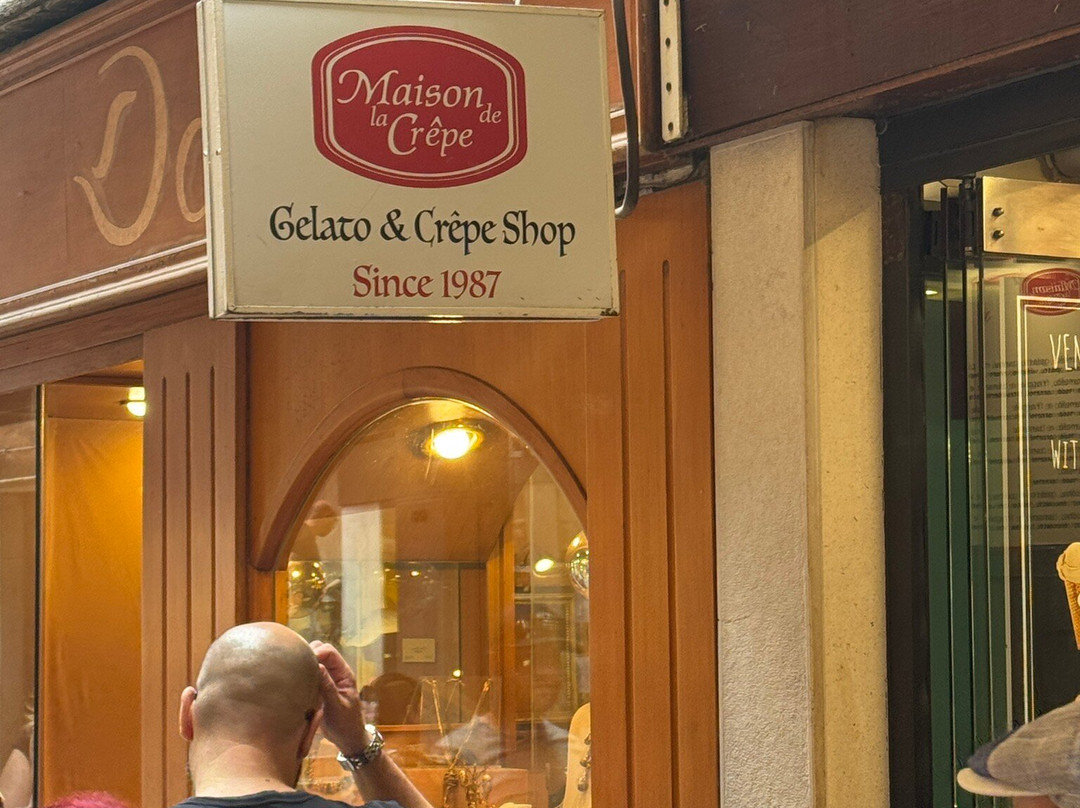 Maison de
la Crêpe
Gelato & Crêpe Shop
Since 1987